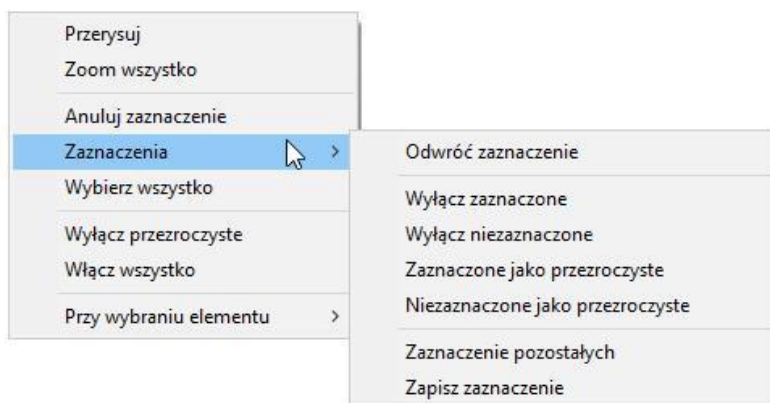 Przerysuj
Zoom wszystko
Anuluj zaznaczenie
Zaznaczenia
Wybierz wszystko
Wyłącz przezroczyste
Włącz wszystko
Przy wybraniu elementu
Odwróć zaznaczenie
Wyłącz zaznaczone
Wyłącz niezaznaczone
Zaznaczone jako przezroczyste
Niezaznaczone jako przezroczyste
Zaznaczenie pozostałych
Zapisz zaznaczenie